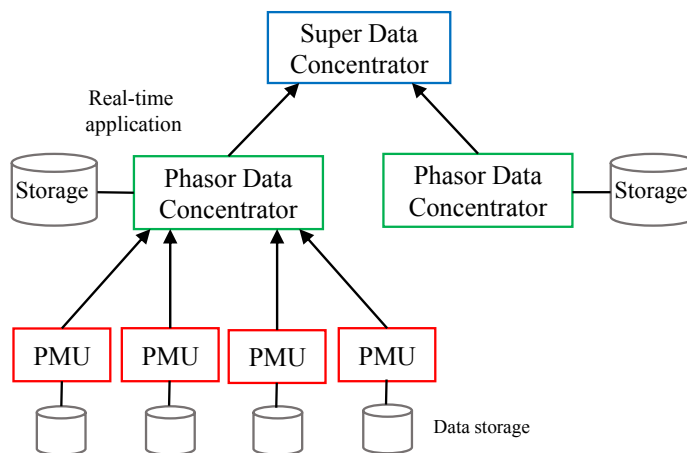 Super Data
Concentrator
Real-time
application
Storage
Phasor Data
Concentrator
Phasor Data
Concentrator
Storage
PMU
PMU
PMU
PMU
Data storage